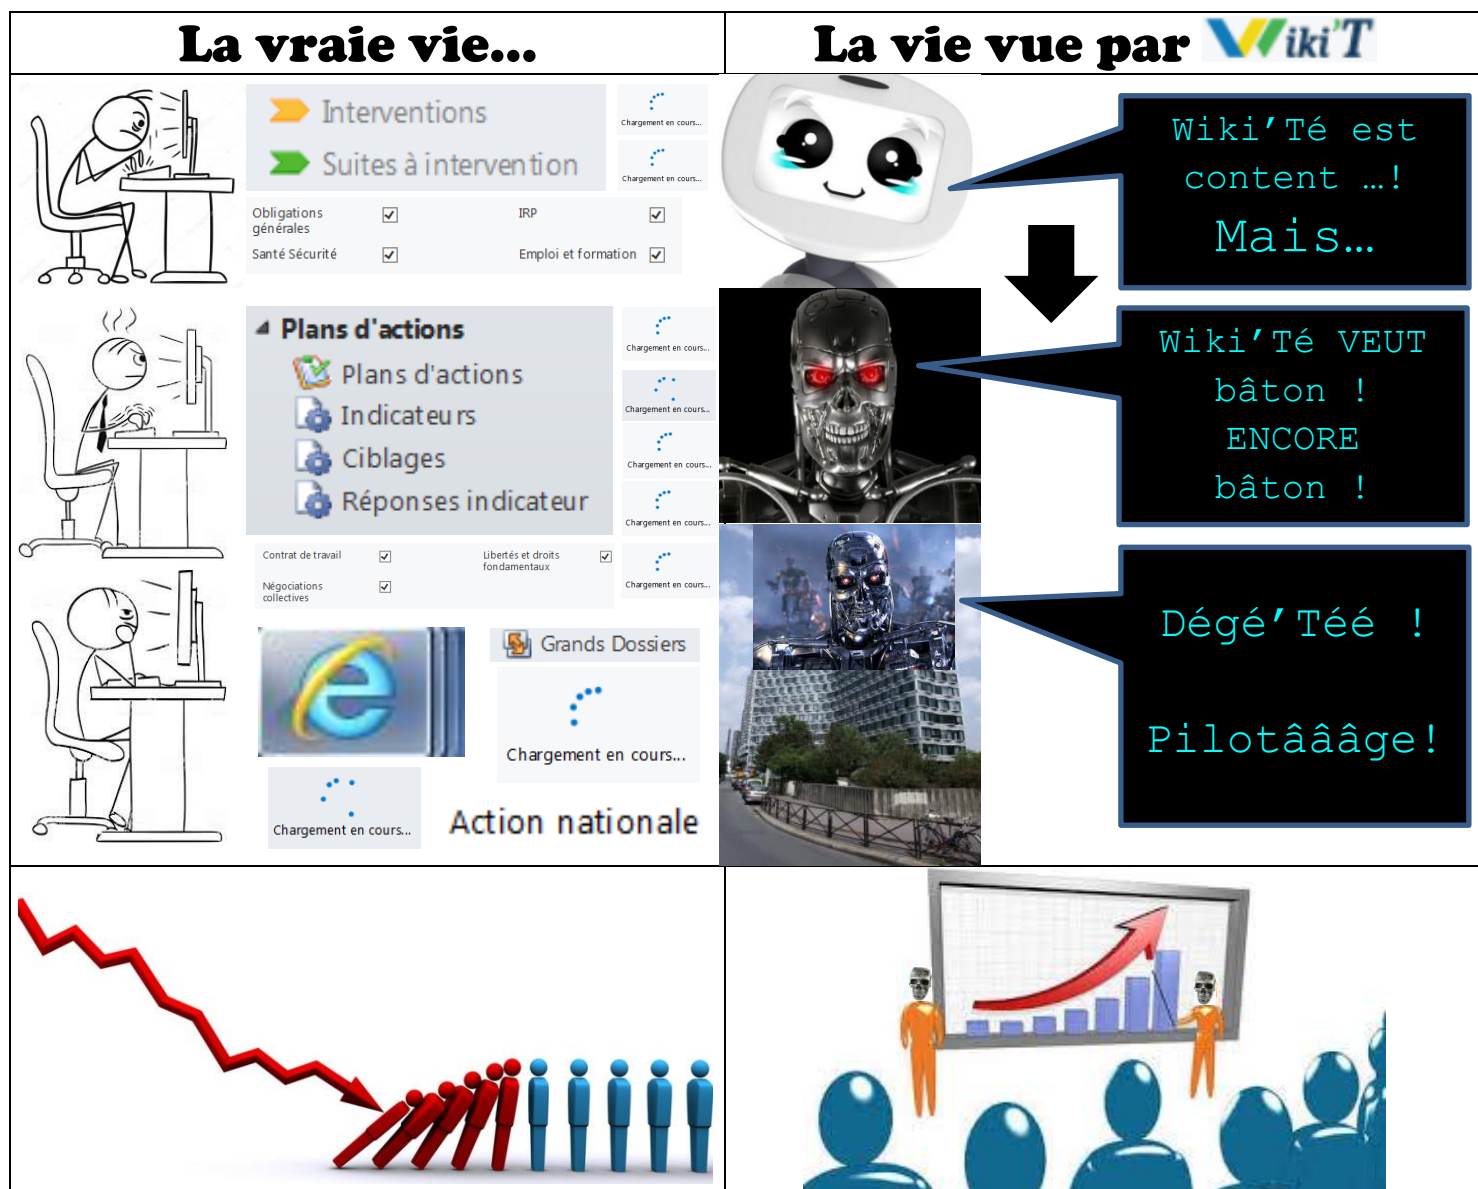 La vraie vie...
La vie vue par Wiki'T
Interventions
Suites à intervention
Chargement en cours...
Chargement en cours...
Obligations
générales
IRP
Santé Sécurité
Emploi et formation
Wiki’Té est
content …!
Mais…
Plans d'actions
Plans d'actions
Indicateurs
Ciblages
Réponses indicateur
Chargement en cours...
Chargement en cours...
Chargement en cours...
Chargement en cours...
Chargement en cours...
Wiki’Té VEUT
bâton !
ENCORE
bâton !
Contrat de travail
Libertés et droits
fondamentaux
Négociations
collectives
Grands Dossiers
Chargement en cours...
Chargement en cours...
Action nationale
Dégé’Téé !
Pilotâââge!